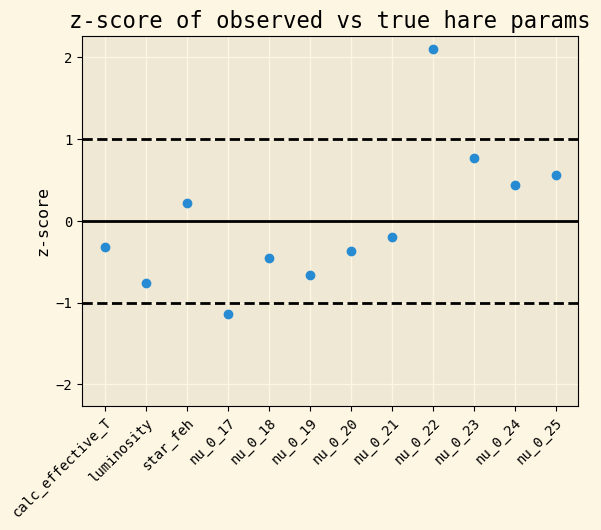 z-score of observed vs true hare params
z-score
2
1
0
−1
−2
calc_effective_T
luminosity
star_feh
nu_0_17
nu_0_18
nu_0_19
nu_0_20
nu_0_21
nu_0_22
nu_0_23
nu_0_24
nu_0_25